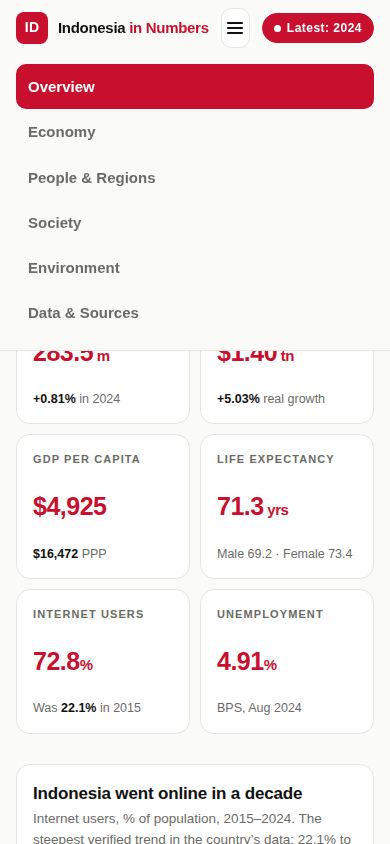 ID Indonesia in Numbers Latest: 2024
Overview
Economy
People & Regions
Society
Environment
Data & Sources
283.5 m $1.40 tn
+0.81% in 2024 +5.03% real growth
GDP PER CAPITA LIFE EXPECTANCY
$4,925 71.3 yrs
$16,472 PPP Male 69.2 · Female 73.4
INTERNET USERS UNEMPLOYMENT
72.8% 4.91%
Was 22.1% in 2015 BPS, Aug 2024
Indonesia went online in a decade
Internet users, % of population, 2015–2024. The
steepest verified trend in the country’s data: 22.1% to